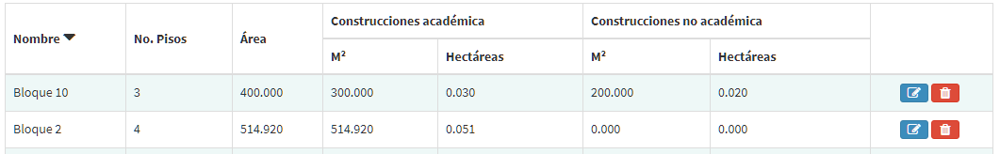 Construcciones académica Construcciones no académica
Nombre No. Pisos Área
M² Hectáreas M² Hectáreas
Bloque 10 3 400.000 300.000 0.030 200.000 0.020
Bloque 2 4 514.920 514.920 0.051 0.000 0.000